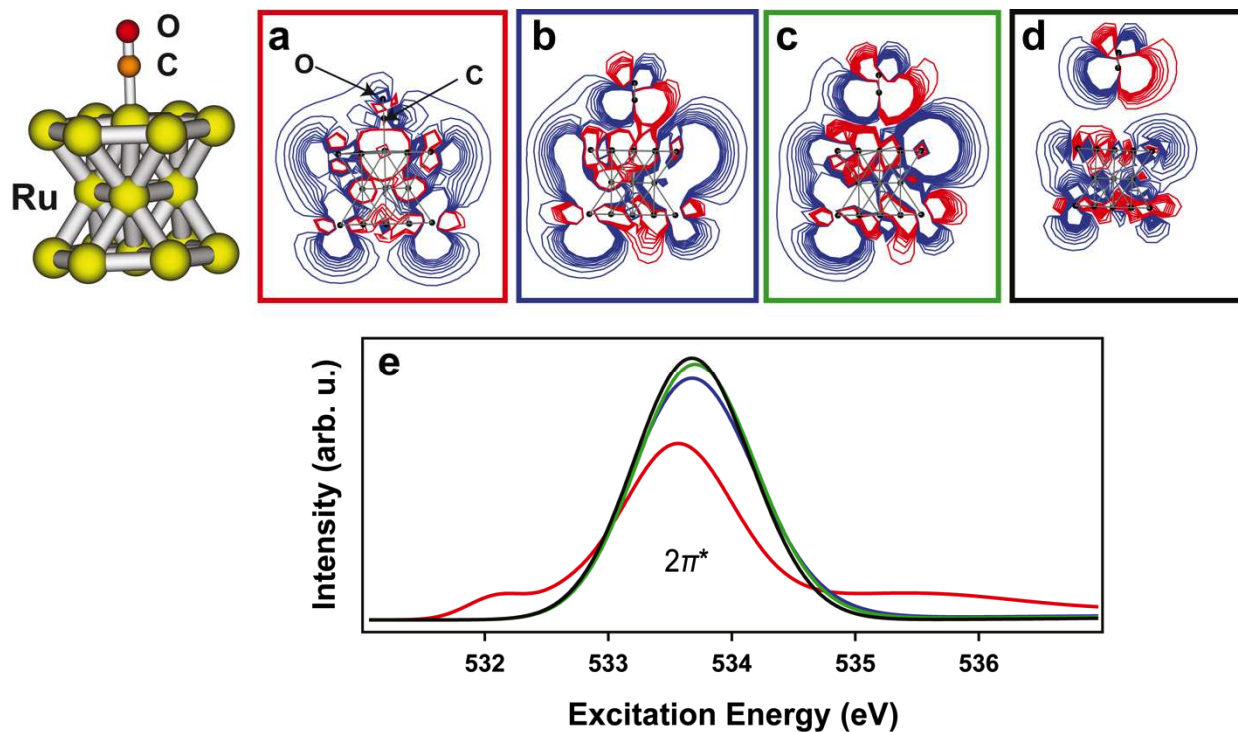 O
C
Ru
a
O
C
b
c
d
e
Intensity (arb. u.)
2π*
532 533 534 535 536
Excitation Energy (eV)